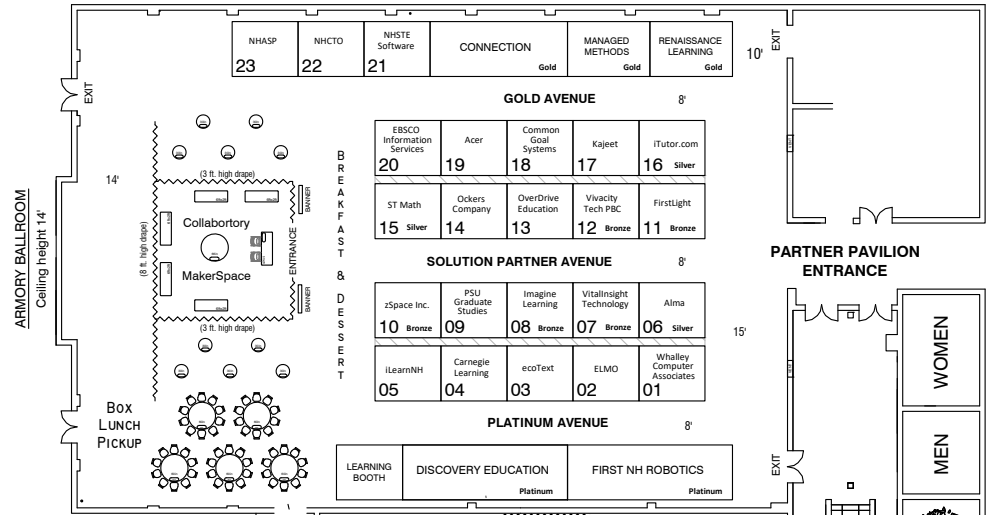 NHASP
23
NHCTO
22
NHSTE
Software
21
CONNECTION
Gold
MANAGED
METHODS
Gold
RENAISSANCE
LEARNING
Gold
10'
EXIT
EXIT
GOLD AVENUE
8'
EBSCO
Information
Services
20
Acer
19
Common
Goal
Systems
18
Kajeet
17
iTutor.com
16 Silver
ST Math
15 Silver
Ockers
Company
14
OverDrive
Education
13
Vivacity
Tech PBC
12 Bronze
FirstLight
11 Bronze
BREAKFAST & DESSERT
14'
(3 ft. high drape)
BANNER
Collabortory
(8 ft. high drape)
ENTRANCE
MakerSpace
BANNER
(3 ft. high drape)
ARMORY BALLROOM
Ceiling height 14'
SOLUTION PARTNER AVENUE
8'
PARTNER PAVILION
ENTRANCE
zSpace Inc.
10 Bronze
PSU
Graduate
Studies
09
Imagine
Learning
08 Bronze
VitalInsight
Technology
07 Bronze
Alma
06 Silver
15'
iLearnNH
05
Carnegie
Learning
04
ecoText
03
ELMO
02
Whalley
Computer
Associates
01
WOMEN
MEN
Box
Lunch
Pickup
PLATINUM AVENUE
8'
LEARNING
BOOTH
DISCOVERY EDUCATION
Platinum
FIRST NH ROBOTICS
Platinum
EXIT